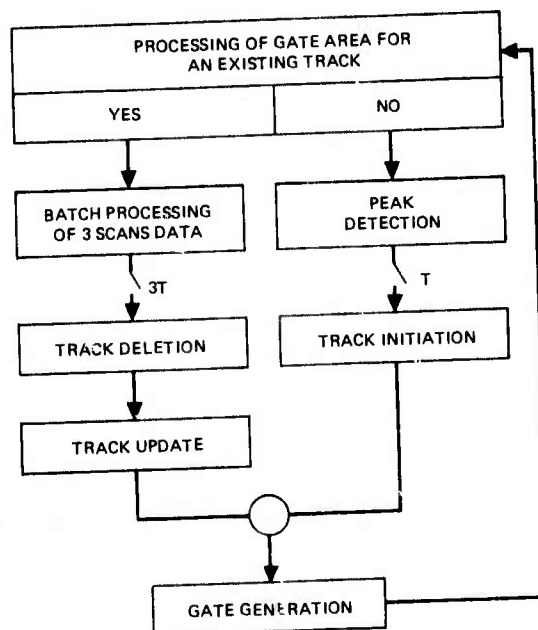 PROCESSING OF GATE AREA FOR
AN EXISTING TRACK
YES
NO
BATCH PROCESSING
OF 3 SCANS DATA
PEAK
DETECTION
3T
T
TRACK DELETION
TRACK INITIATION
TRACK UPDATE
GATE GENERATION